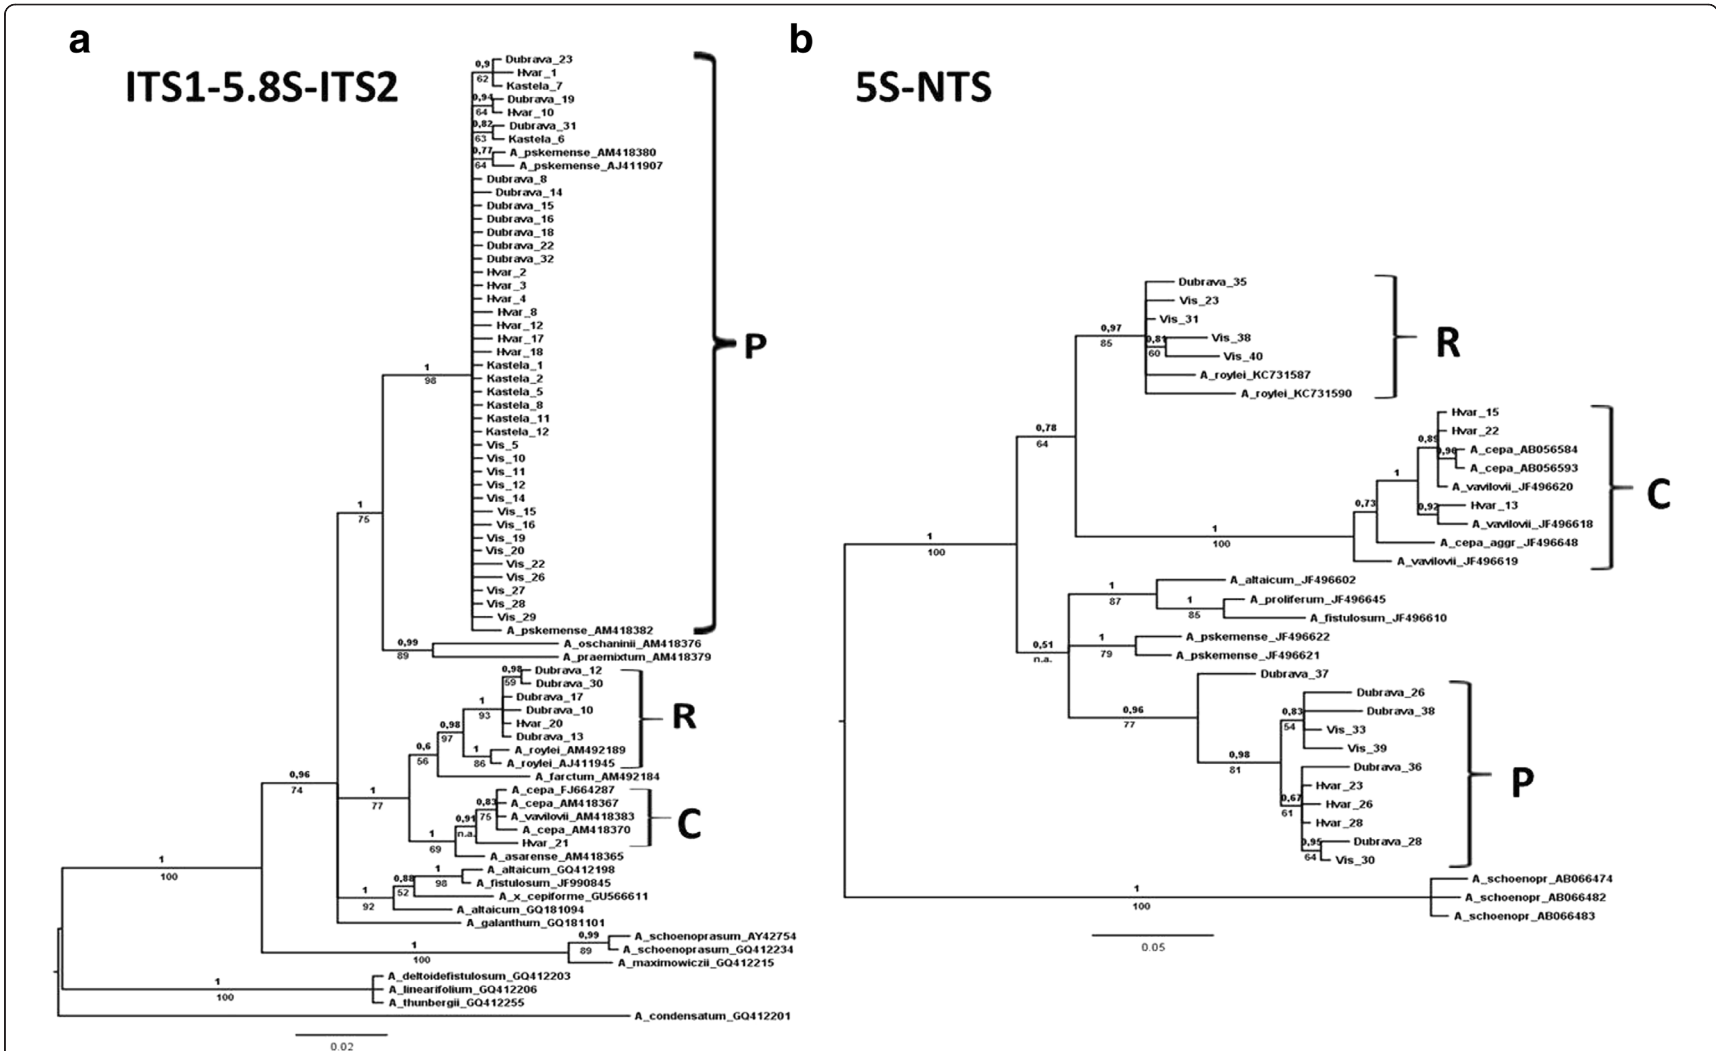 a
ITS1-5.8S-ITS2
Dubrava_23
0,9
Hvar_1
62
Kastela_7
0,94
Dubrava_19
64
Hvar_10
0,82
Dubrava_31
63
Kastela_6
0,77
A_pskemense_AM418380
64
A_pskemense_AJ411907
Dubrava_8
Dubrava_14
Dubrava_15
Dubrava_16
Dubrava_18
Dubrava_22
Dubrava_32
Hvar_2
Hvar_3
Hvar_4
Hvar_8
Hvar_12
Hvar_17
Hvar_18
P
Kastela_1
1
98
Kastela_2
Kastela_5
Kastela_8
Kastela_11
Kastela_12
Vis_5
Vis_10
Vis_11
Vis_12
Vis_14
1
75
Vis_15
Vis_16
Vis_19
Vis_20
Vis_22
Vis_26
Vis_27
Vis_28
Vis_29
A_pskemense_AM418382
0,99
89
A_oschaninii_AM418376
A_praemixtum_AM418379
0,98
59
Dubrava_12
Dubrava_30
Dubrava_17
1
93
Dubrava_10
Hvar_20
Dubrava_13
R
0,98
97
1
86
A_roylei_AM492189
A_roylei_AJ411945
0,6
56
A_farctum_AM492184
0,96
74
1
77
A_cepa_FJ664287
0,83
75
A_cepa_AM418367
A_vavilovii_AM418383
A_cepa_AM418370
C
0,91
n.a.
Hvar_21
1
69
A_asarense_AM418365
1
100
A_altaicum_GQ412198
1
98
A_fistulosum_JF990845
0,88
52
A_x_cepiforme_GU566611
1
92
A_altaicum_GQ181094
A_galanthum_GQ181101
0,99
89
A_schoenoprasum_AY42754
A_schoenoprasum_GQ412234
1
100
A_maximowiczii_GQ412215
A_deltoidefistulosum_GQ412203
1
100
A_linearifolium_GQ412206
A_thunbergii_GQ412255
A_condensatum_GQ412201
0.02
b
5S-NTS
Dubrava_35
Vis_23
Vis_31
0,97
85
0,81
60
Vis_38
Vis_40
A_roylei_KC731587
A_roylei_KC731590
R
0,78
64
Hvar_15
Hvar_22
0,89
0,96
A_cepa_AB056584
A_cepa_AB056593
1
A_vavilovii_JF496620
C
0,92
Hvar_13
A_vavilovii_JF496618
0,73
A_cepa_aggr_JF496648
1
100
A_vavilovii_JF496619
1
100
A_altaicum_JF496602
1
87
A_proliferum_JF496645
1
85
A_fistulosum_JF496610
0,51
n.a.
1
79
A_pskemense_JF496622
A_pskemense_JF496621
Dubrava_37
0,96
77
Dubrava_26
0,83
54
Dubrava_38
Vis_33
Vis_39
0,98
81
Dubrava_36
Hvar_23
P
0,67
61
Hvar_26
Hvar_28
0,95
64
Dubrava_28
Vis_30
A_schoenopr_AB066474
1
100
A_schoenopr_AB066482
A_schoenopr_AB066483
0.05